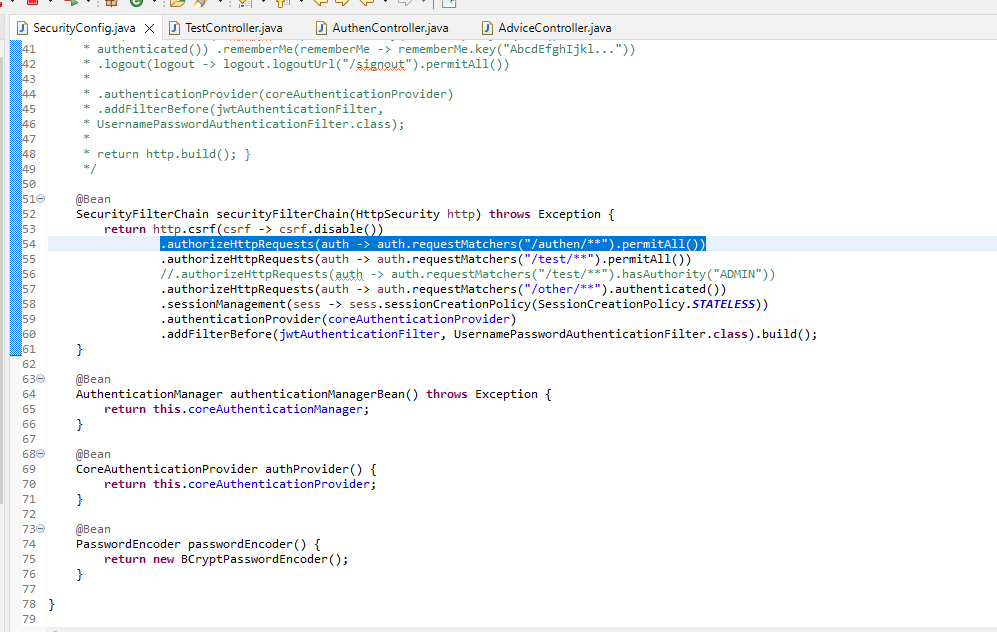 SecurityConfig.java
TestController.java
AuthenController.java
AdviceController.java
41 * authenticated()) .rememberMe(rememberMe -> rememberMe.key("AbcdEfghIjkl..."))
42 * .logout(logout -> logout.logoutUrl("/signout").permitAll())
43 *
44 * .authenticationProvider(coreAuthenticationProvider)
45 * .addFilterBefore(jwtAuthenticationFilter,
46 * UsernamePasswordAuthenticationFilter.class);
47 *
48 * return http.build(); }
49 */
50
51 @Bean
52 SecurityFilterChain securityFilterChain(HttpSecurity http) throws Exception {
53 return http.csrf(csrf -> csrf.disable())
54 .authorizeHttpRequests(auth -> auth.requestMatchers("/authen/**").permitAll())
55 .authorizeHttpRequests(auth -> auth.requestMatchers("/test/**").permitAll())
56 //.authorizeHttpRequests(auth -> auth.requestMatchers("/test/**").hasAuthority("ADMIN"))
57 .authorizeHttpRequests(auth -> auth.requestMatchers("/other/**").authenticated())
58 .sessionManagement(sess -> sess.sessionCreationPolicy(SessionCreationPolicy.STATELESS))
59 .authenticationProvider(coreAuthenticationProvider)
60 .addFilterBefore(jwtAuthenticationFilter, UsernamePasswordAuthenticationFilter.class).build();
61 }
62
63 @Bean
64 AuthenticationManager authenticationManagerBean() throws Exception {
65 return this.coreAuthenticationManager;
66 }
67
68 @Bean
69 CoreAuthenticationProvider authProvider() {
70 return this.coreAuthenticationProvider;
71 }
72
73 @Bean
74 PasswordEncoder passwordEncoder() {
75 return new BCryptPasswordEncoder();
76 }
77
78 }
79